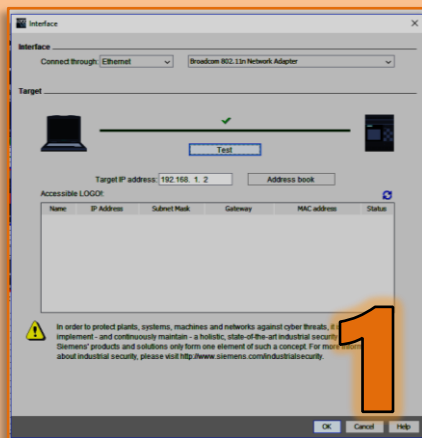 Interface
Interface
Connect through: Ethernet Broadcom 802.11n Network Adapter
Target
Test
Target IP address: 192.168. 1. 2 Address book
Accessible LOGO!:
Name IP Address Subnet Mask Gateway MAC address Status
In order to protect plants, systems, machines and networks against cyber threats, it
implement - and continuously maintain - a holistic, state-of-the-art industrial security
Siemens' products and solutions only form one element of such a concept. For more
about industrial security, please visit http://www.siemens.com/industrialsecurity.
1
OK Cancel Help